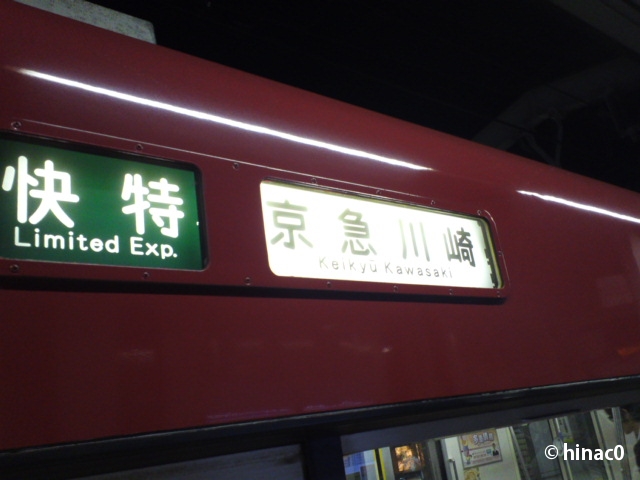 快特
Limited Exp.
京急川崎
Keikyū Kawasaki
© hinac0